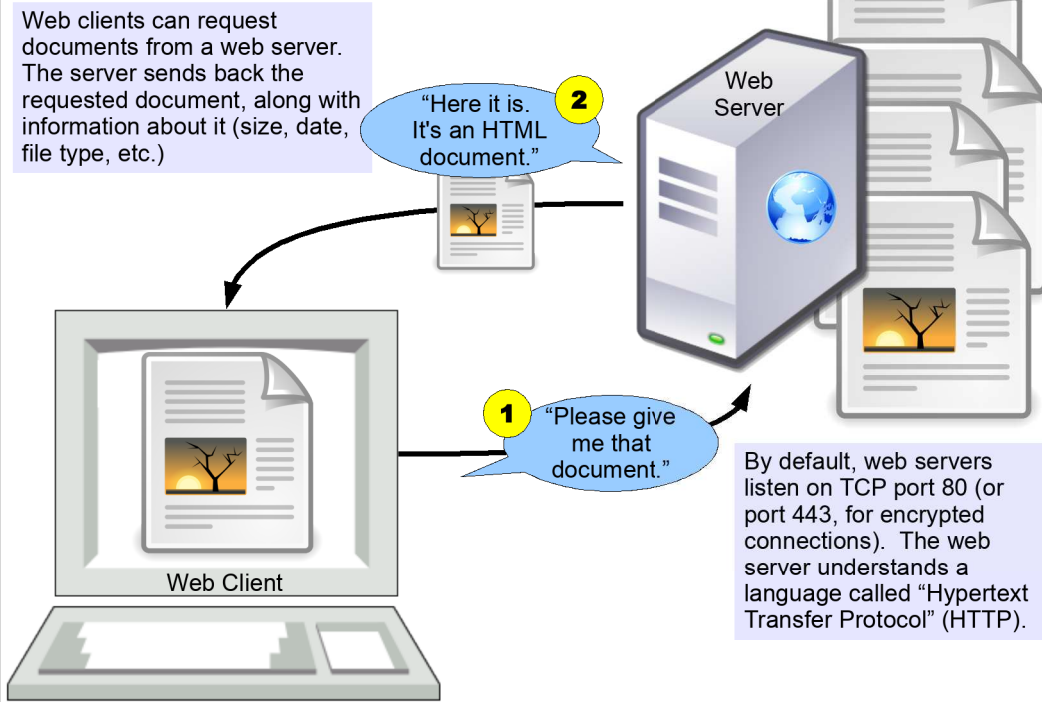 Web clients can request
documents from a web server.
The server sends back the
requested document, along with
information about it (size, date,
file type, etc.)
“Here it is.
It's an HTML
document.”
2
Web
Server
1
“Please give
me that
document.”
By default, web servers
listen on TCP port 80 (or
port 443, for encrypted
connections).  The web
server understands a
language called “Hypertext
Transfer Protocol” (HTTP).
Web Client